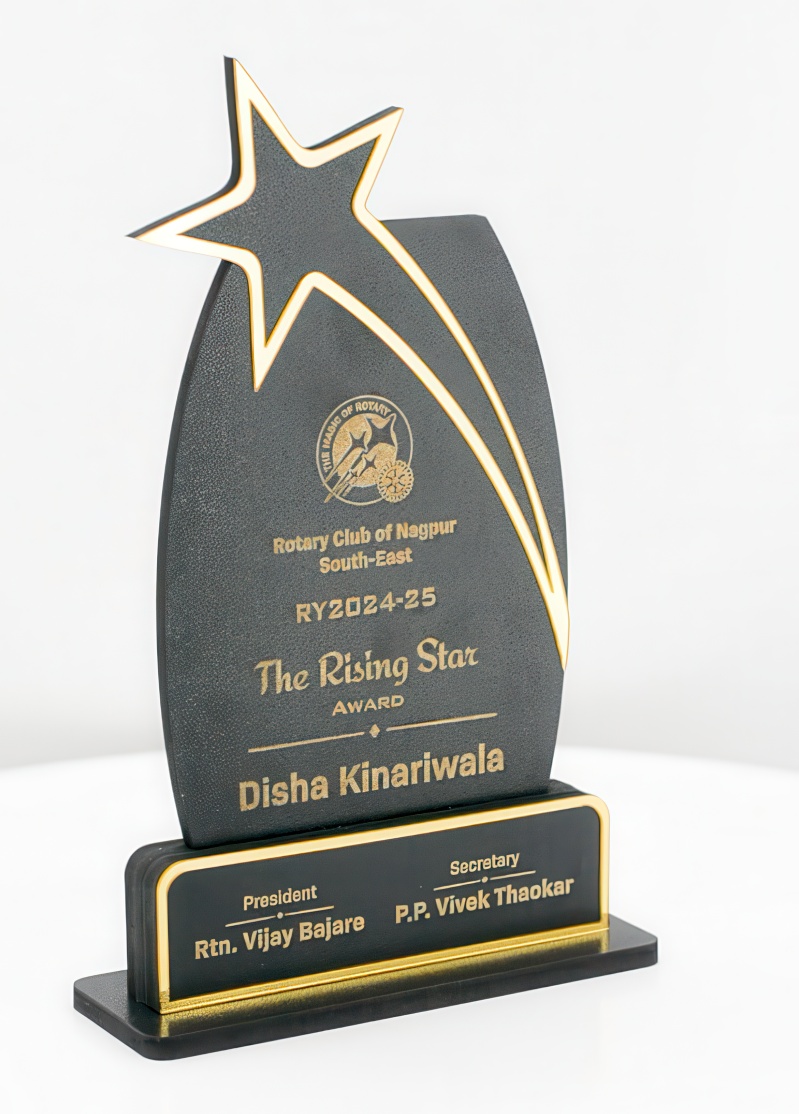 THE MAGIC OF ROTARY
Rotary Club of Nagpur
South-East
RY2024-25
The Rising Star
AWARD
Disha Kinariwala
President
Rtn. Vijay Bajare
Secretary
P.P. Vivek Thaokar